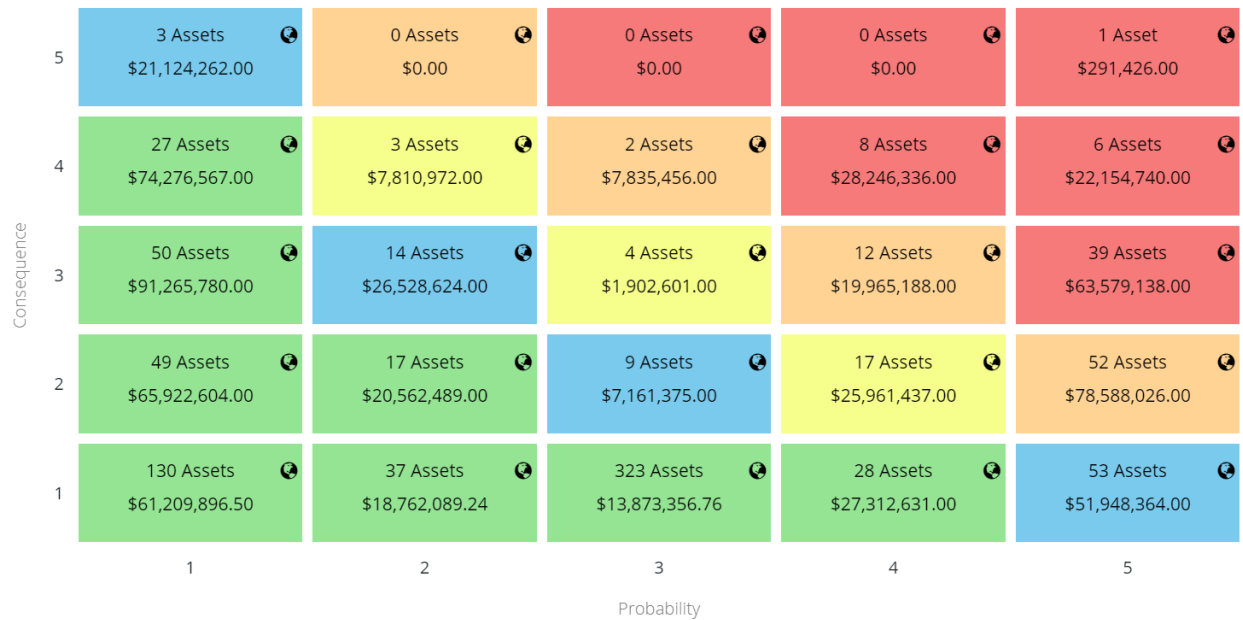 3 Assets 0 Assets 0 Assets 0 Assets 1 Asset
5
$21,124,262.00 $0.00 $0.00 $0.00 $291,426.00
27 Assets 3 Assets 2 Assets 8 Assets 6 Assets
4
$74,276,567.00 $7,810,972.00 $7,835,456.00 $28,246,336.00 $22,154,740.00
Consequence
50 Assets 14 Assets 4 Assets 12 Assets 39 Assets
3
$91,265,780.00 $26,528,624.00 $1,902,601.00 $19,965,188.00 $63,579,138.00
49 Assets 17 Assets 9 Assets 17 Assets 52 Assets
2
$65,922,604.00 $20,562,489.00 $7,161,375.00 $25,961,437.00 $78,588,026.00
130 Assets 37 Assets 323 Assets 28 Assets 53 Assets
1
$61,209,896.50 $18,762,089.24 $13,873,356.76 $27,312,631.00 $51,948,364.00
1 2 3 4 5
Probability